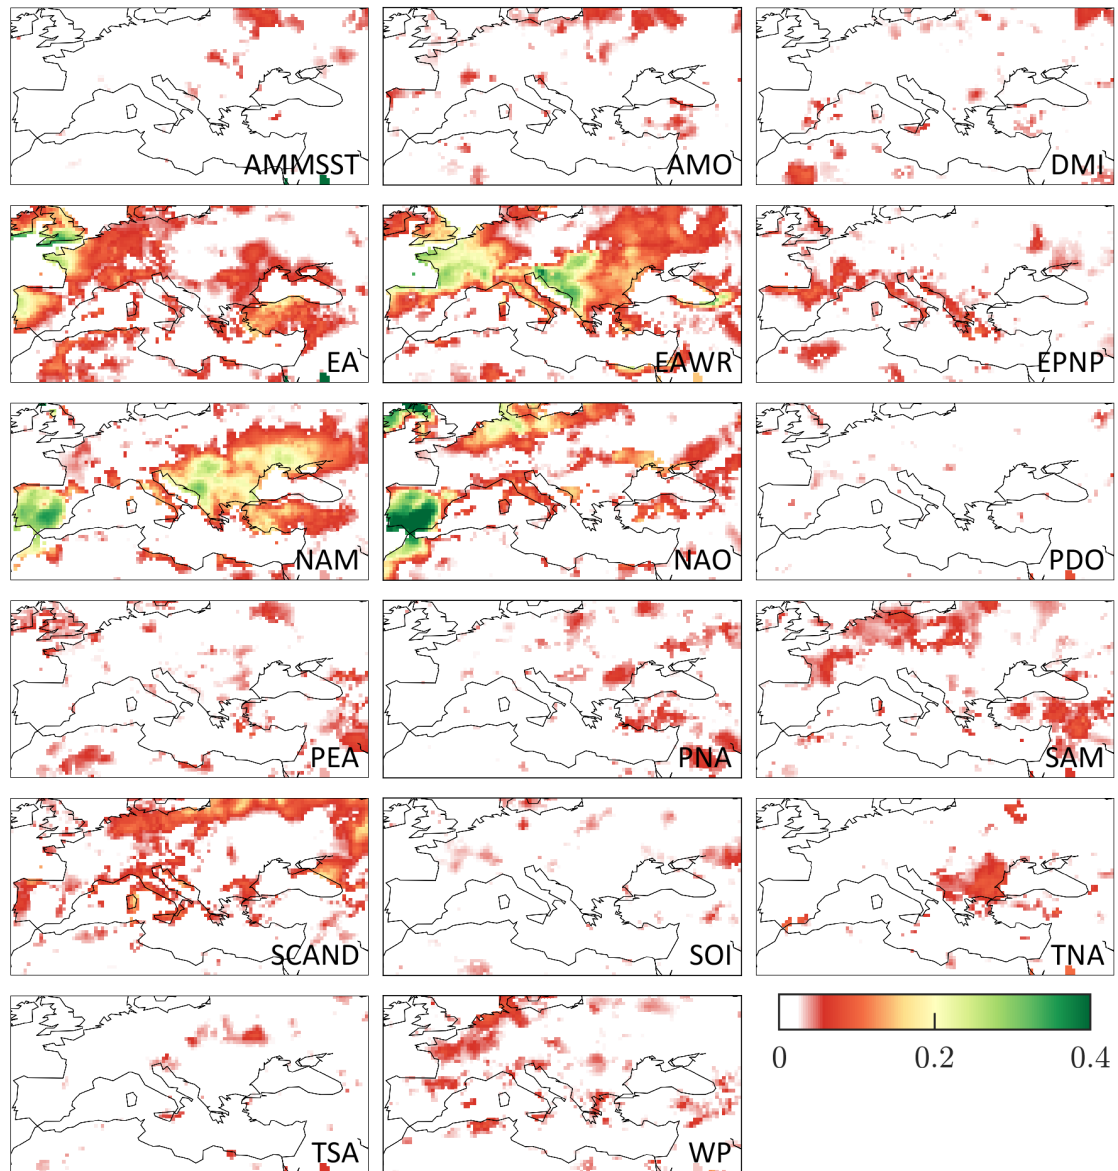 AMMSST
AMO
DMI
EA
EAWR
EPNP
NAM
NAO
PDO
PEA
PNA
SAM
SCAND
SOI
TNA
0 0.2 0.4
TSA
WP